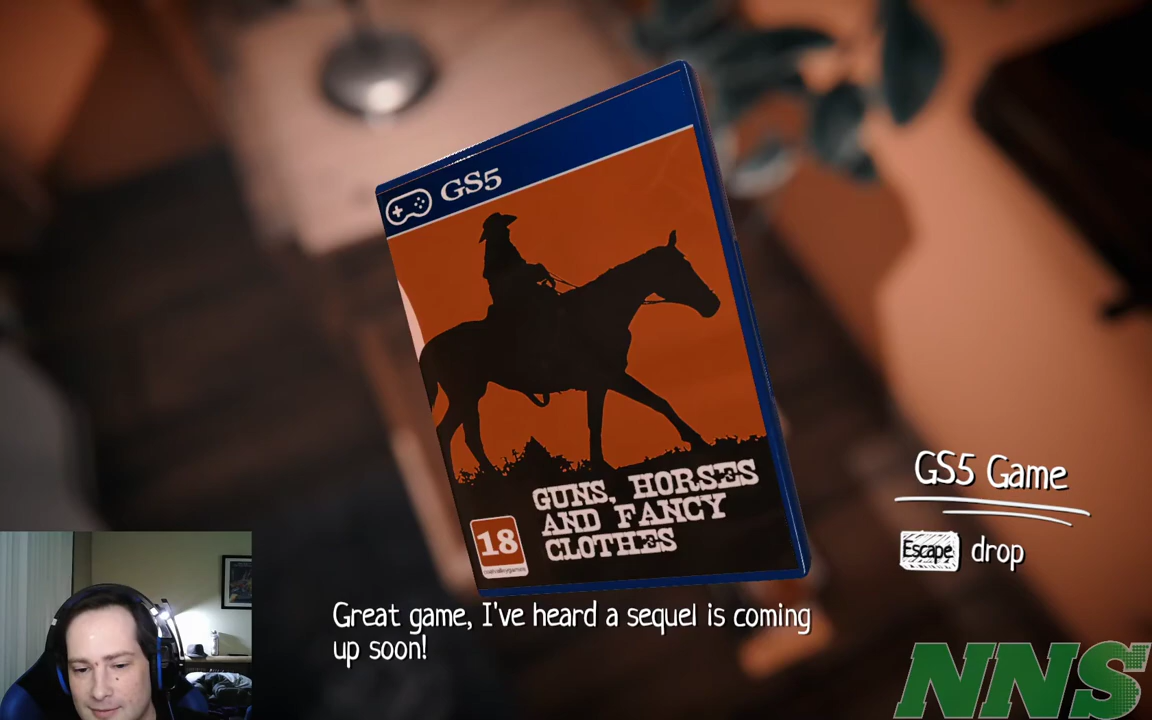 GS5
GUNS, HORSES
AND FANCY
CLOTHES
18
GS5 Game
Escape drop
Great game, I've heard a sequel is coming
up soon!
NNS